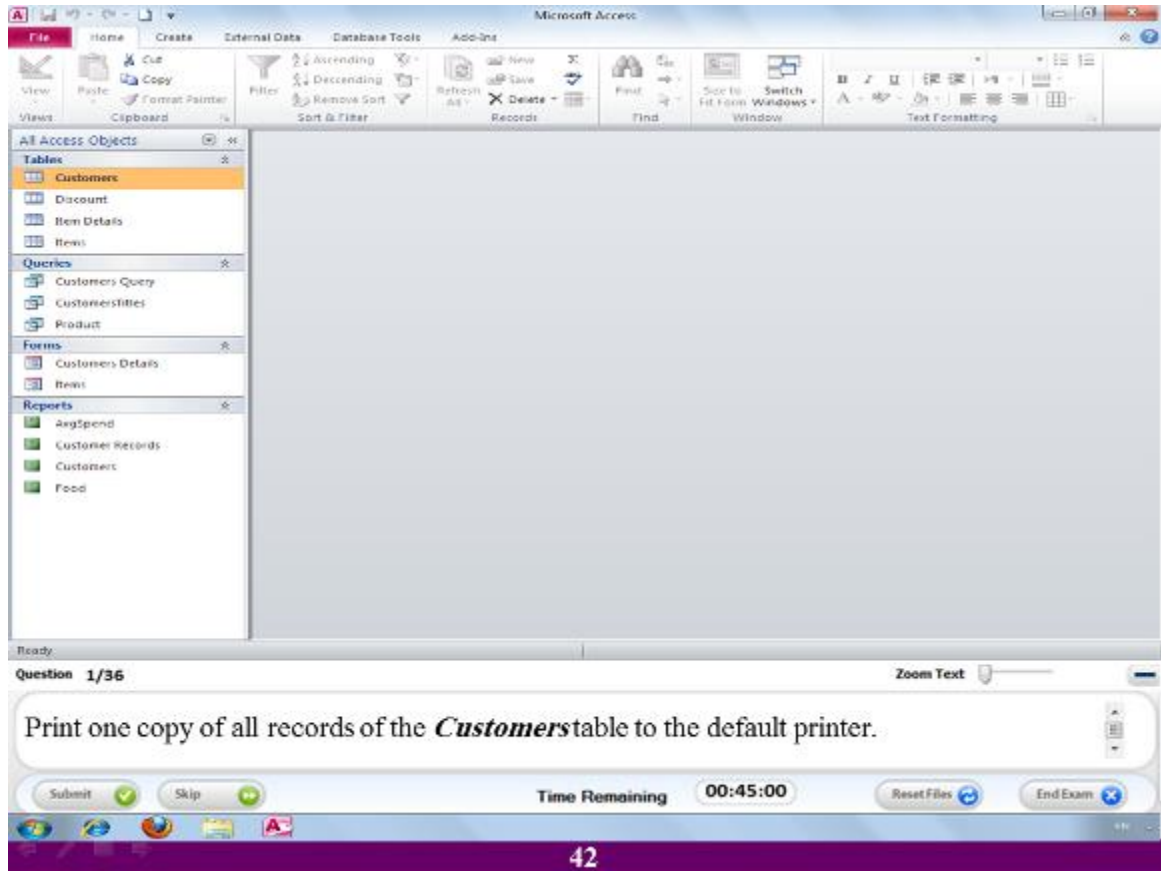 Microsoft Access
File Home Create External Data Database Tools Add-Ins
View
Paste
Cut
Copy
Format Painter
Filter
Ascending
Descending
Remove Sort
Refresh All
New
Save
Delete
Find
Size to Fit Form
Switch Windows
Views Clipboard Sort & Filter Records Find Window Text Formatting
All Access Objects
Tables
Customers
Discount
Item Details
Items
Queries
Customers Query
CustomersTitles
Product
Forms
Customers Details
Items
Reports
AvgSpend
Customer Records
Customers
Food
Ready
Question 1/36 Zoom Text
Print one copy of all records of the Customerstable to the default printer.
Submit Skip Time Remaining 00:45:00 Reset Files End Exam
EN
42